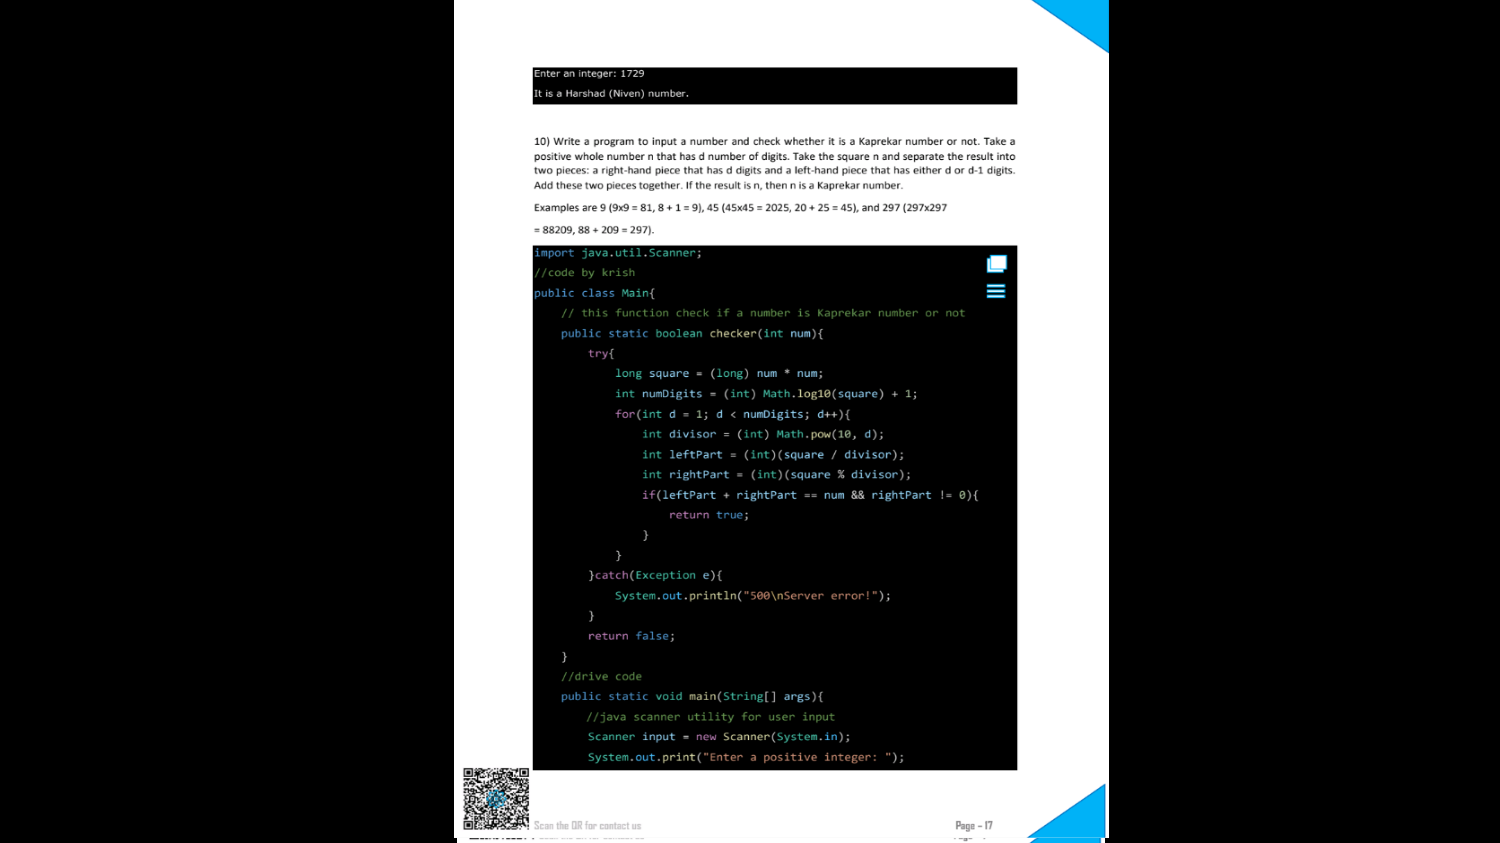 Enter an integer: 1729
It is a Harshad (Niven) number.
10) Write a program to input a number and check whether it is a Kaprekar number or not. Take a
positive whole number n that has d number of digits. Take the square n and separate the result into
two pieces: a right-hand piece that has d digits and a left-hand piece that has either d or d-1 digits.
Add these two pieces together. If the result is n, then n is a Kaprekar number.
Examples are 9 (9x9 = 81, 8 + 1 = 9), 45 (45x45 = 2025, 20 + 25 = 45), and 297 (297x297
= 88209, 88 + 209 = 297).
import java.util.Scanner;
//code by krish
public class Main{
    // this function check if a number is Kaprekar number or not
    public static boolean checker(int num){
        try{
            long square = (long) num * num;
            int numDigits = (int) Math.log10(square) + 1;
            for(int d = 1; d < numDigits; d++){
                int divisor = (int) Math.pow(10, d);
                int leftPart = (int)(square / divisor);
                int rightPart = (int)(square % divisor);
                if(leftPart + rightPart == num && rightPart != 0){
                    return true;
                }
            }
        }catch(Exception e){
            System.out.println("500\nServer error!");
        }
        return false;
    }
    //drive code
    public static void main(String[] args){
        //java scanner utility for user input
        Scanner input = new Scanner(System.in);
        System.out.print("Enter a positive integer: ");
Scan the QR for contact us
Page – 17